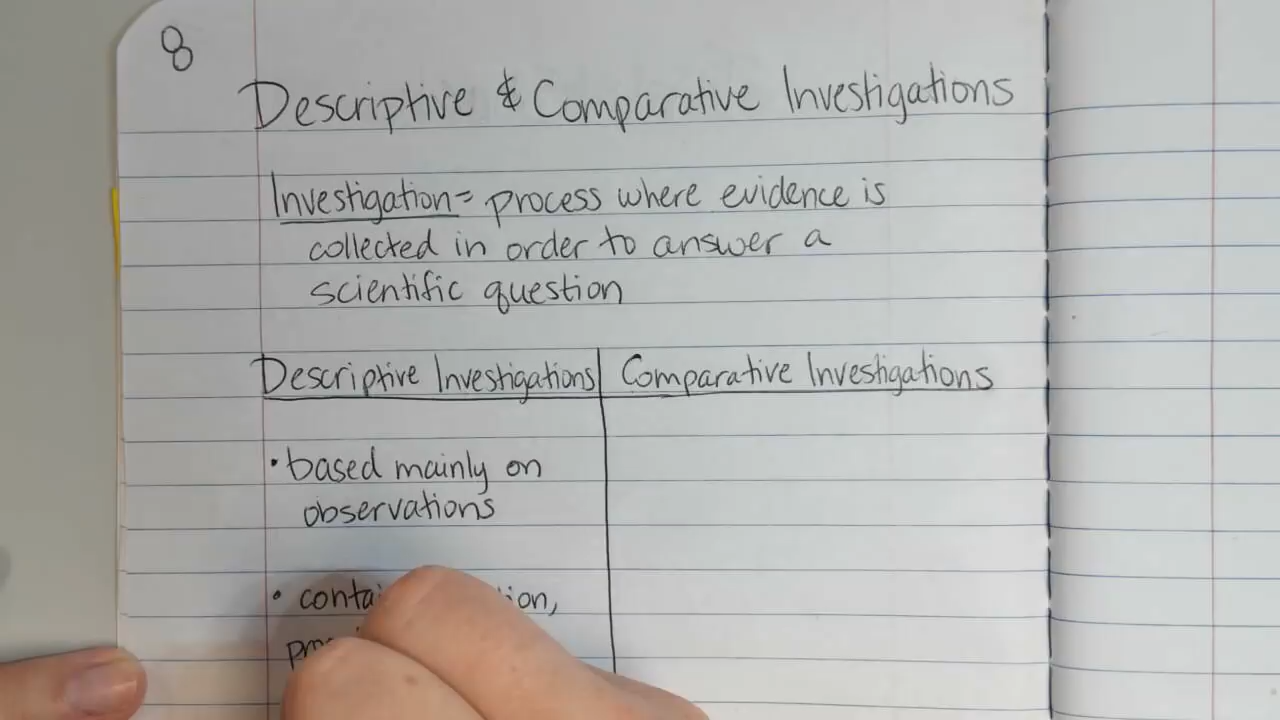 8
Descriptive & Comparative Investigations
Investigation= process where evidence is
collected in order to answer a
scientific question
Descriptive Investigations Comparative Investigations
•based mainly on
observations
•